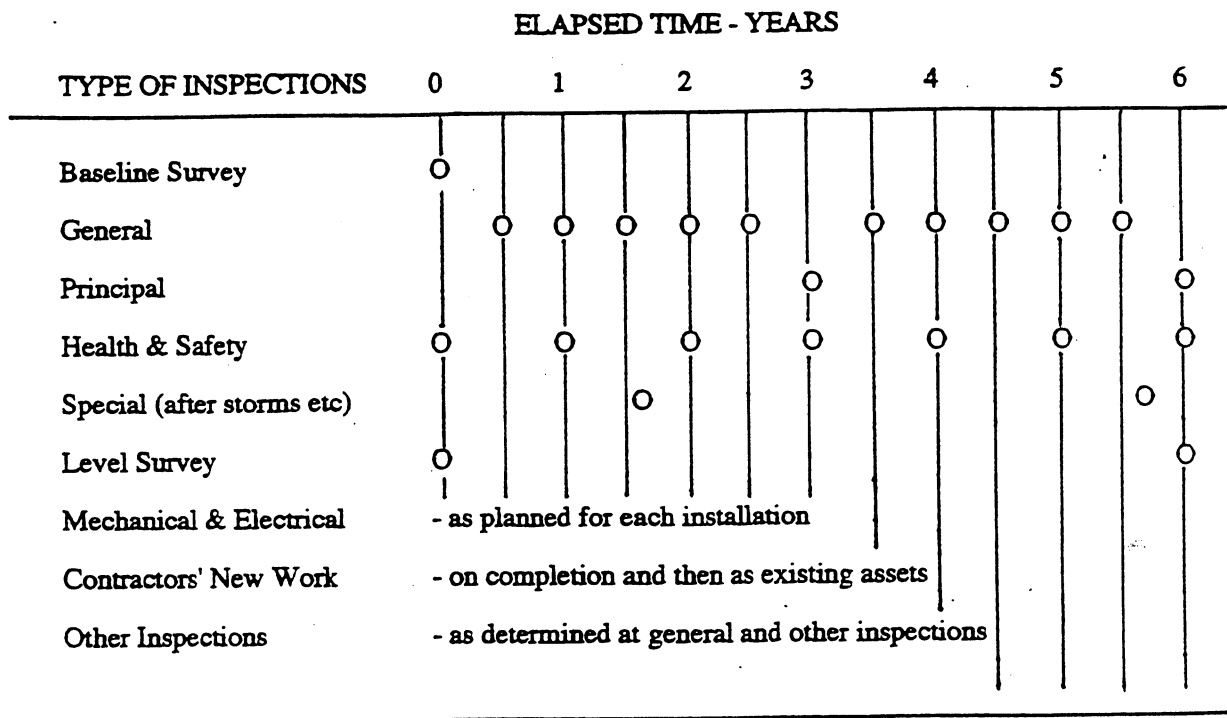 ELAPSED TIME - YEARS
TYPE OF INSPECTIONS 0 1 2 3 4 5 6
Baseline Survey
General
Principal
Health & Safety
Special (after storms etc)
Level Survey
Mechanical & Electrical - as planned for each installation
Contractors' New Work - on completion and then as existing assets
Other Inspections - as determined at general and other inspections